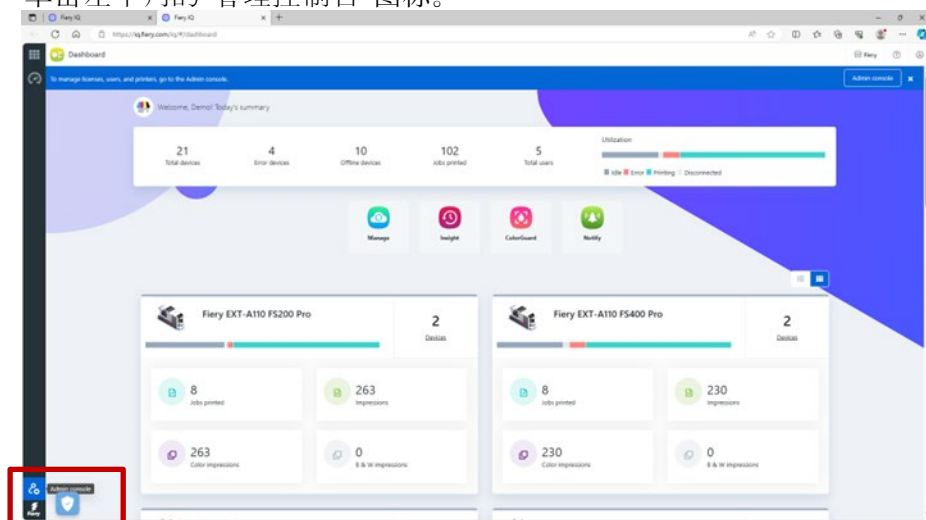 单击左下角的"管理控制台"图标。
Fiery IQ
Fiery IQ
https://iq.fiery.com/iq/#/dashboard
Dashboard
Fiery
To manage licenses, users, and printers, go to the Admin console.
Admin console
Welcome, Demo! Today's summary
21
Total devices
4
Error devices
10
Offline devices
102
Jobs printed
5
Total users
Utilization
Idle Error Printing Disconnected
Manage
Insight
ColorGuard
Notify
Fiery EXT-A110 FS200 Pro
2
Devices
8
Jobs printed
263
Impressions
263
Color impressions
0
B & W impressions
Fiery EXT-A110 FS400 Pro
2
Devices
8
Jobs printed
230
Impressions
230
Color impressions
0
B & W impressions
Admin console
Fiery